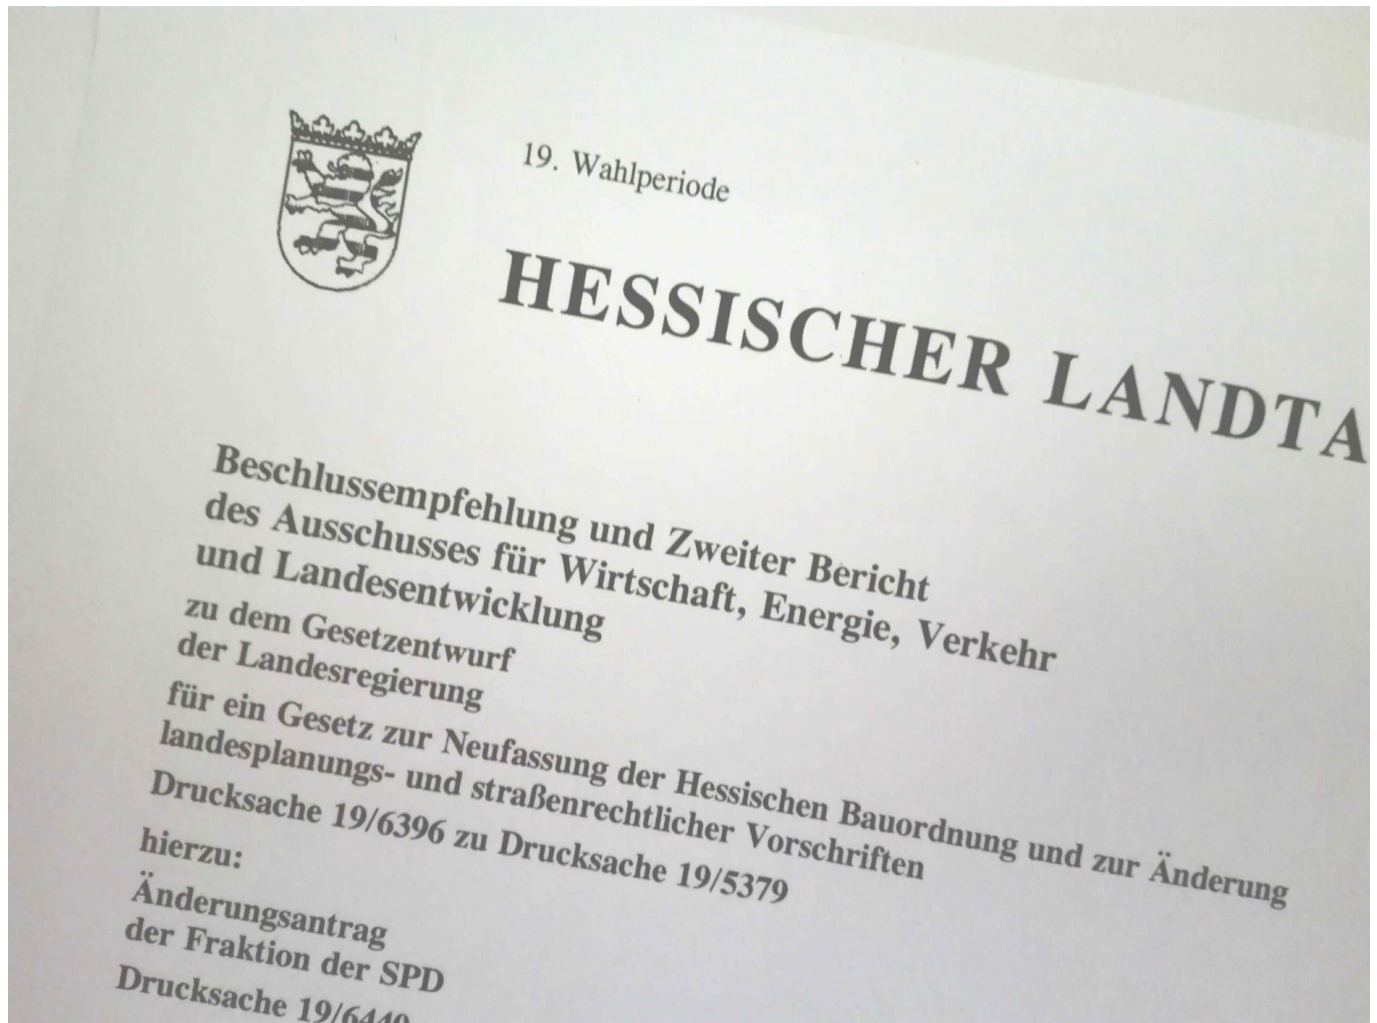 19. Wahlperiode
HESSISCHER LANDTA
Beschlussempfehlung und Zweiter Bericht
des Ausschusses für Wirtschaft, Energie, Verkehr
und Landesentwicklung
zu dem Gesetzentwurf
der Landesregierung
für ein Gesetz zur Neufassung der Hessischen Bauordnung und zur Änderung
landesplanungs- und straßenrechtlicher Vorschriften
Drucksache 19/6396 zu Drucksache 19/5379
hierzu:
Änderungsantrag
der Fraktion der SPD
Drucksache